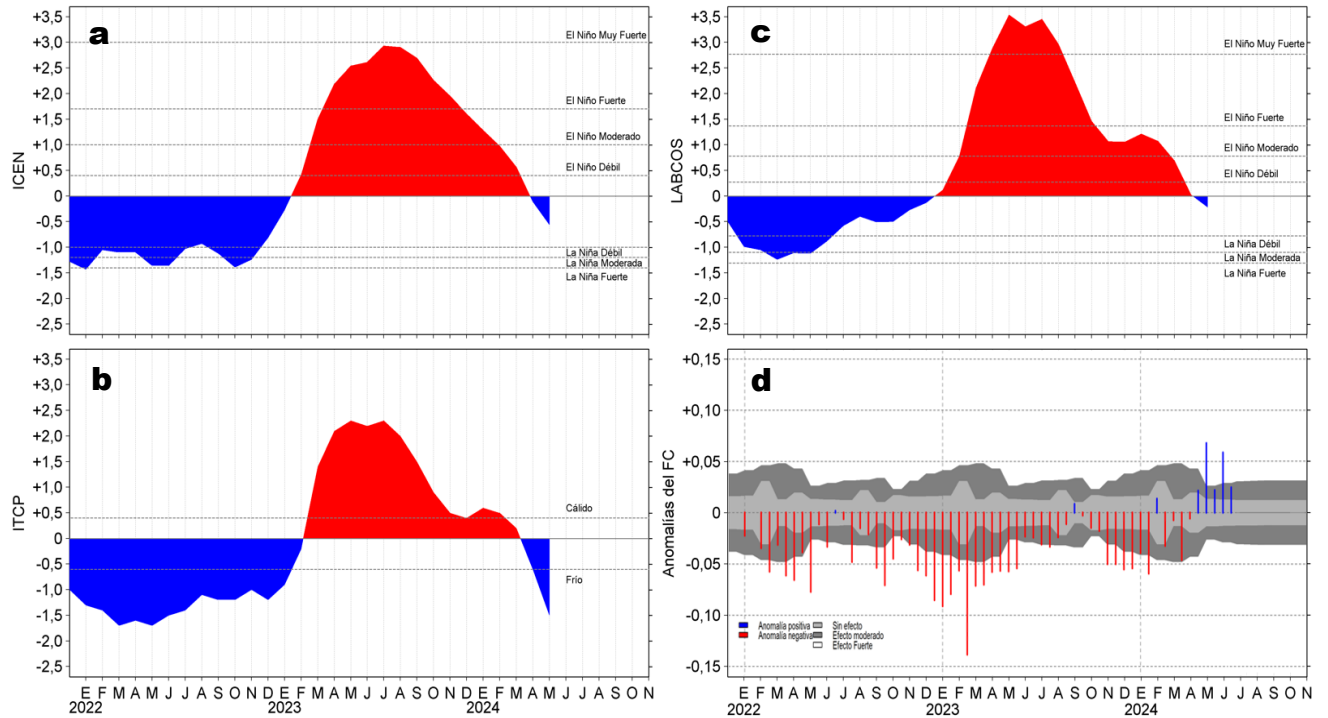 a
ICEN
+3,5
+3,0
+2,5
+2,0
+1,5
+1,0
+0,5
0
-0,5
-1,0
-1,5
-2,0
-2,5
El Niño Muy Fuerte
El Niño Fuerte
El Niño Moderado
El Niño Débil
La Niña Débil
La Niña Moderada
La Niña Fuerte
c
LABCOS
+3,5
+3,0
+2,5
+2,0
+1,5
+1,0
+0,5
0
-0,5
-1,0
-1,5
-2,0
-2,5
El Niño Muy Fuerte
El Niño Fuerte
El Niño Moderado
El Niño Débil
La Niña Débil
La Niña Moderada
La Niña Fuerte
b
ITCP
+3,5
+3,0
+2,5
+2,0
+1,5
+1,0
+0,5
0
-0,5
-1,0
-1,5
-2,0
-2,5
Cálido
Frío
E F M A M J J A S O N D E F M A M J J A S O N D E F M A M J J A S O N
2022 2023 2024
d
Anomalías del FC
+0,15
+0,10
+0,05
0
-0,05
-0,10
-0,15
Anomalía positiva
Anomalía negativa
Sin efecto
Efecto moderado
Efecto Fuerte
E F M A M J J A S O N D E F M A M J J A S O N D E F M A M J J A S O N
2022 2023 2024